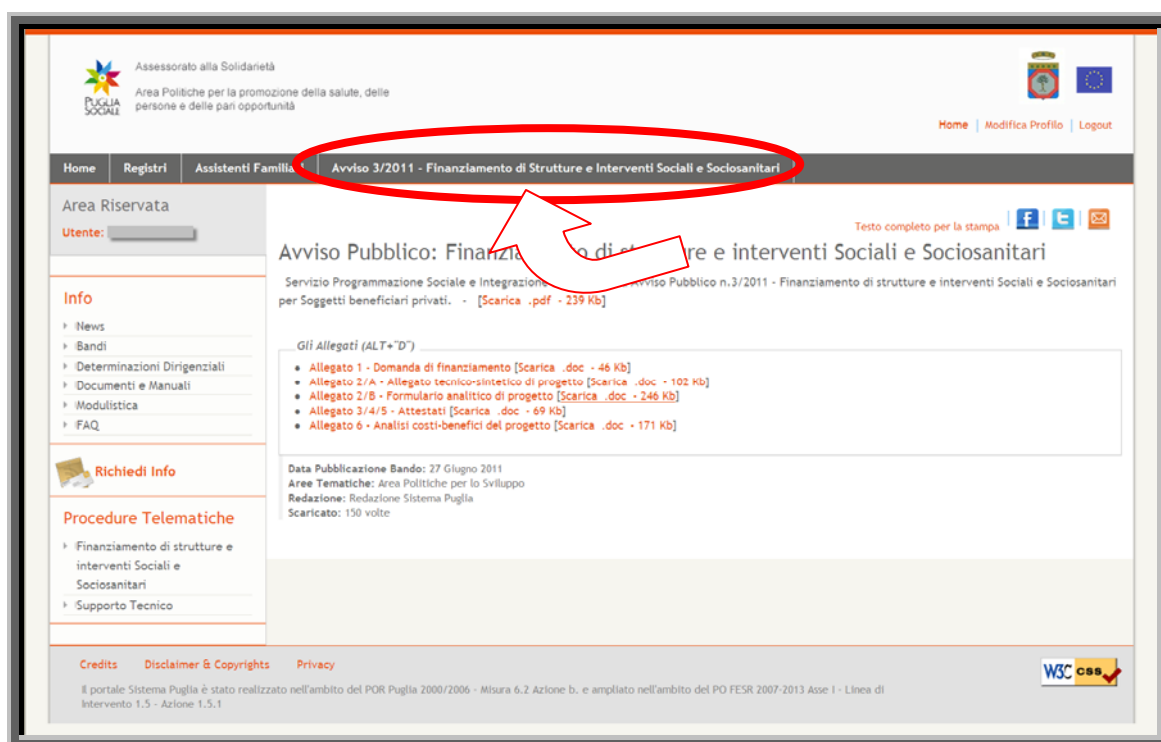 Assessorato alla Solidarietà
Area Politiche per la promozione della salute, delle
persone e delle pari opportunità
PUGLIA
SOCIALE
Home | Modifica Profilo | Logout
Home Registri Assistenti Familiari Avviso 3/2011 - Finanziamento di Strutture e Interventi Sociali e Sociosanitari
Area Riservata
Utente:
Testo completo per la stampa
Avviso Pubblico: Finanzia o di st re e interventi Sociali e Sociosanitari
Servizio Programmazione Sociale e Integrazione Avviso Pubblico n.3/2011 - Finanziamento di strutture e interventi Sociali e Sociosanitari
per Soggetti beneficiari privati. - [Scarica .pdf - 239 Kb]
Info
News
Bandi
Determinazioni Dirigenziali
Documenti e Manuali
Modulistica
FAQ
Gli Allegati (ALT+"D")
Allegato 1 - Domanda di finanziamento [Scarica .doc - 46 Kb]
Allegato 2/A - Allegato tecnico-sintetico di progetto [Scarica .doc - 102 Kb]
Allegato 2/B - Formulario analitico di progetto [Scarica .doc - 246 Kb]
Allegato 3/4/5 - Attestati [Scarica .doc - 69 Kb]
Allegato 6 - Analisi costi-benefici del progetto [Scarica .doc - 171 Kb]
Richiedi Info
Data Pubblicazione Bando: 27 Giugno 2011
Aree Tematiche: Area Politiche per lo Sviluppo
Redazione: Redazione Sistema Puglia
Scaricato: 150 volte
Procedure Telematiche
Finanziamento di strutture e
interventi Sociali e
Sociosanitari
Supporto Tecnico
Credits Disclaimer & Copyrights Privacy
Il portale Sistema Puglia è stato realizzato nell'ambito del POR Puglia 2000/2006 - Misura 6.2 Azione b. e ampliato nell'ambito del PO FESR 2007-2013 Asse I - Linea di
Intervento 1.5 - Azione 1.5.1
W3C css